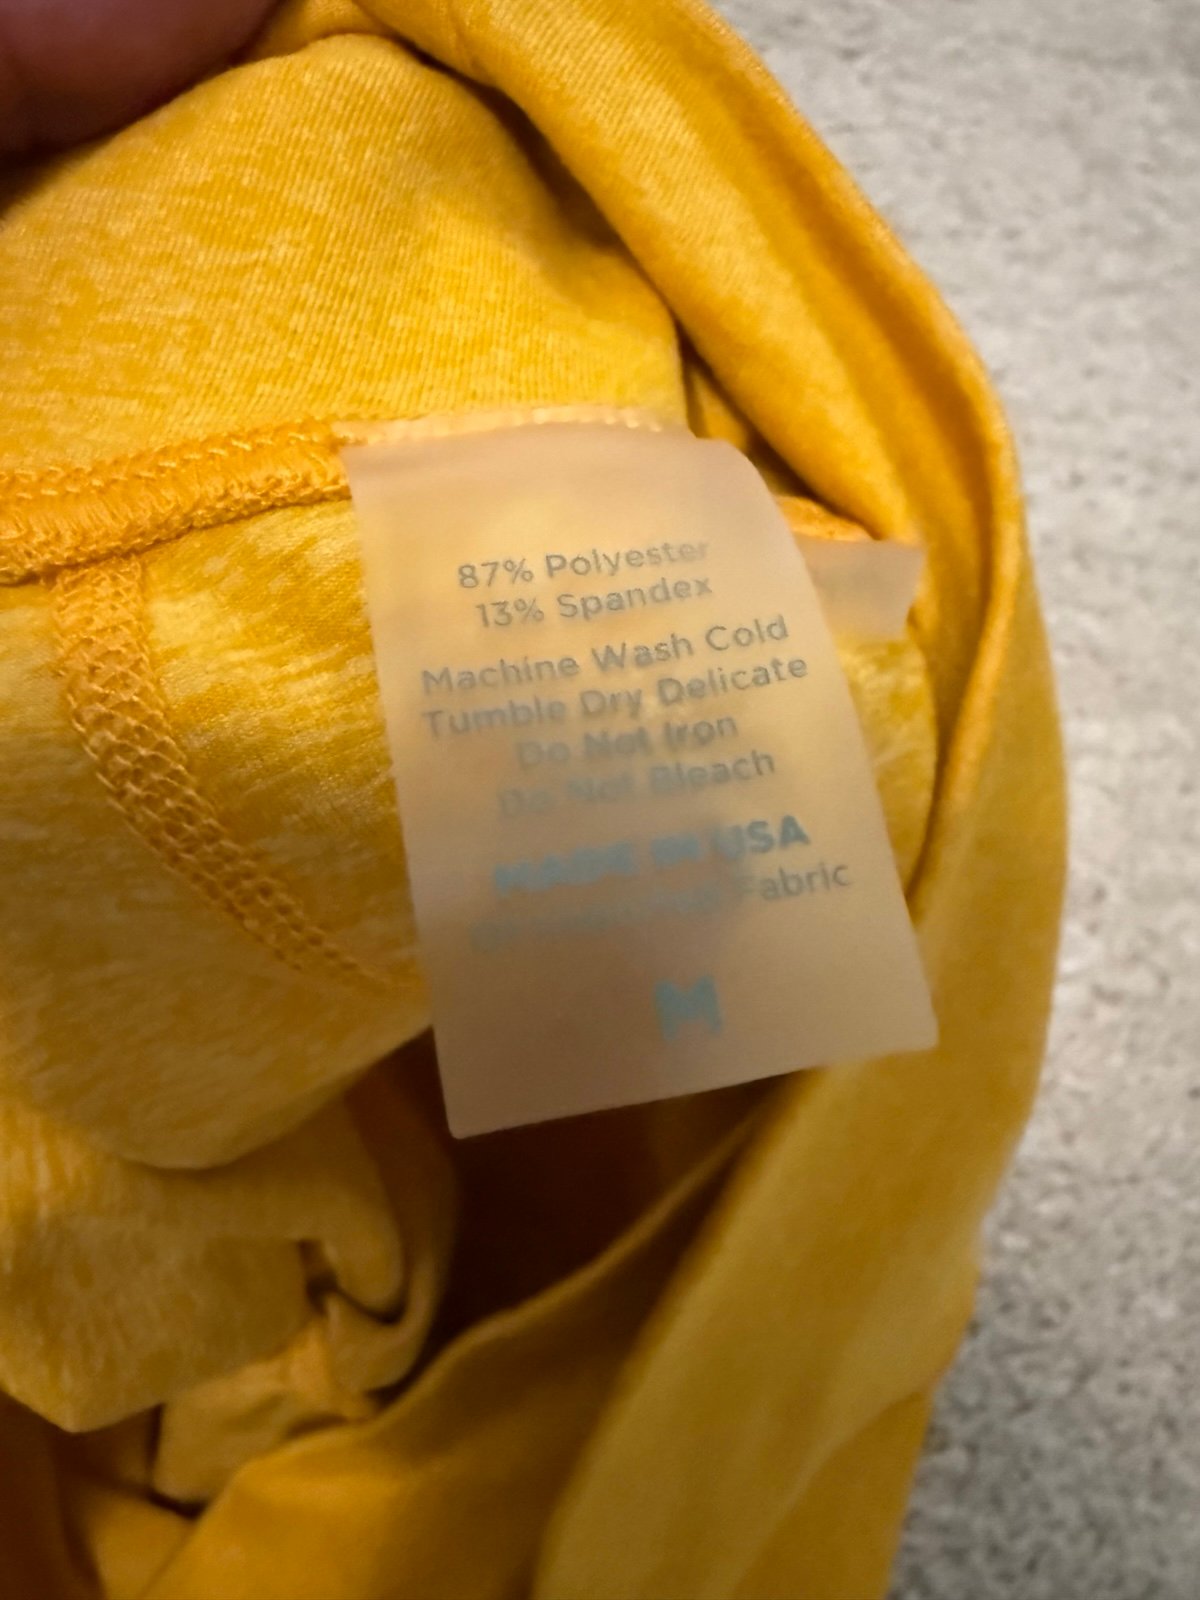 87% Polyester
13% Spandex
Machine Wash Cold
Tumble Dry Delicate
Do Not Iron
Do Not Bleach
MADE IN USA
Fabric
M